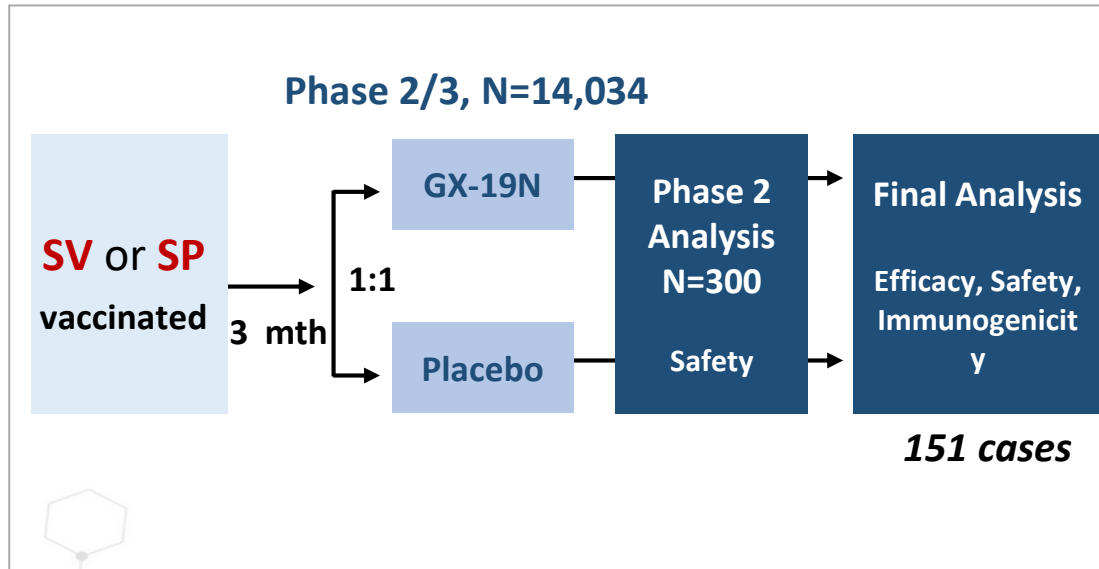 Phase 2/3, N=14,034
SV or SP
vaccinated
3 mth
1:1
GX-19N
Placebo
Phase 2
Analysis
N=300
Safety
Final Analysis
Efficacy, Safety,
Immunogenicit
y
151 cases